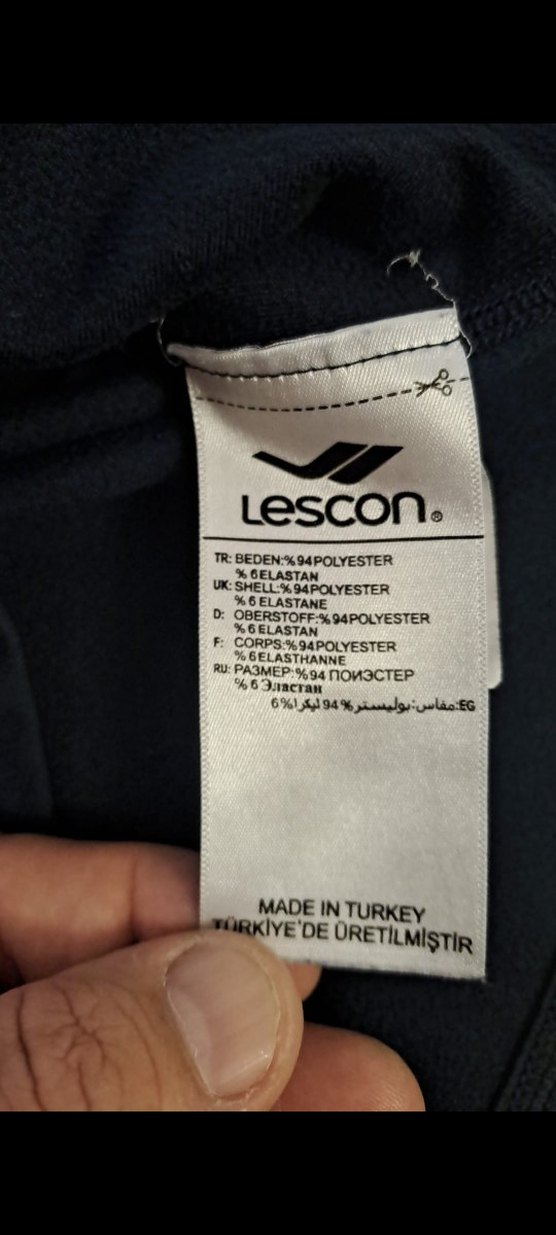 Lescon®
TR: BEDEN:%94POLYESTER
%6ELASTAN
UK: SHELL:%94POLYESTER
%6ELASTANE
D: OBERSTOFF:%94POLYESTER
%6ELASTAN
F: CORPS:%94POLYESTER
%6ELASTHANNE
RU: РАЗМЕР:%94 ПОИЭСТЕР
%6 Эластан
EG:مقاس:بوليستر% 94 ليكرا%6
MADE IN TURKEY
TÜRKİYE'DE ÜRETİLMİŞTİR